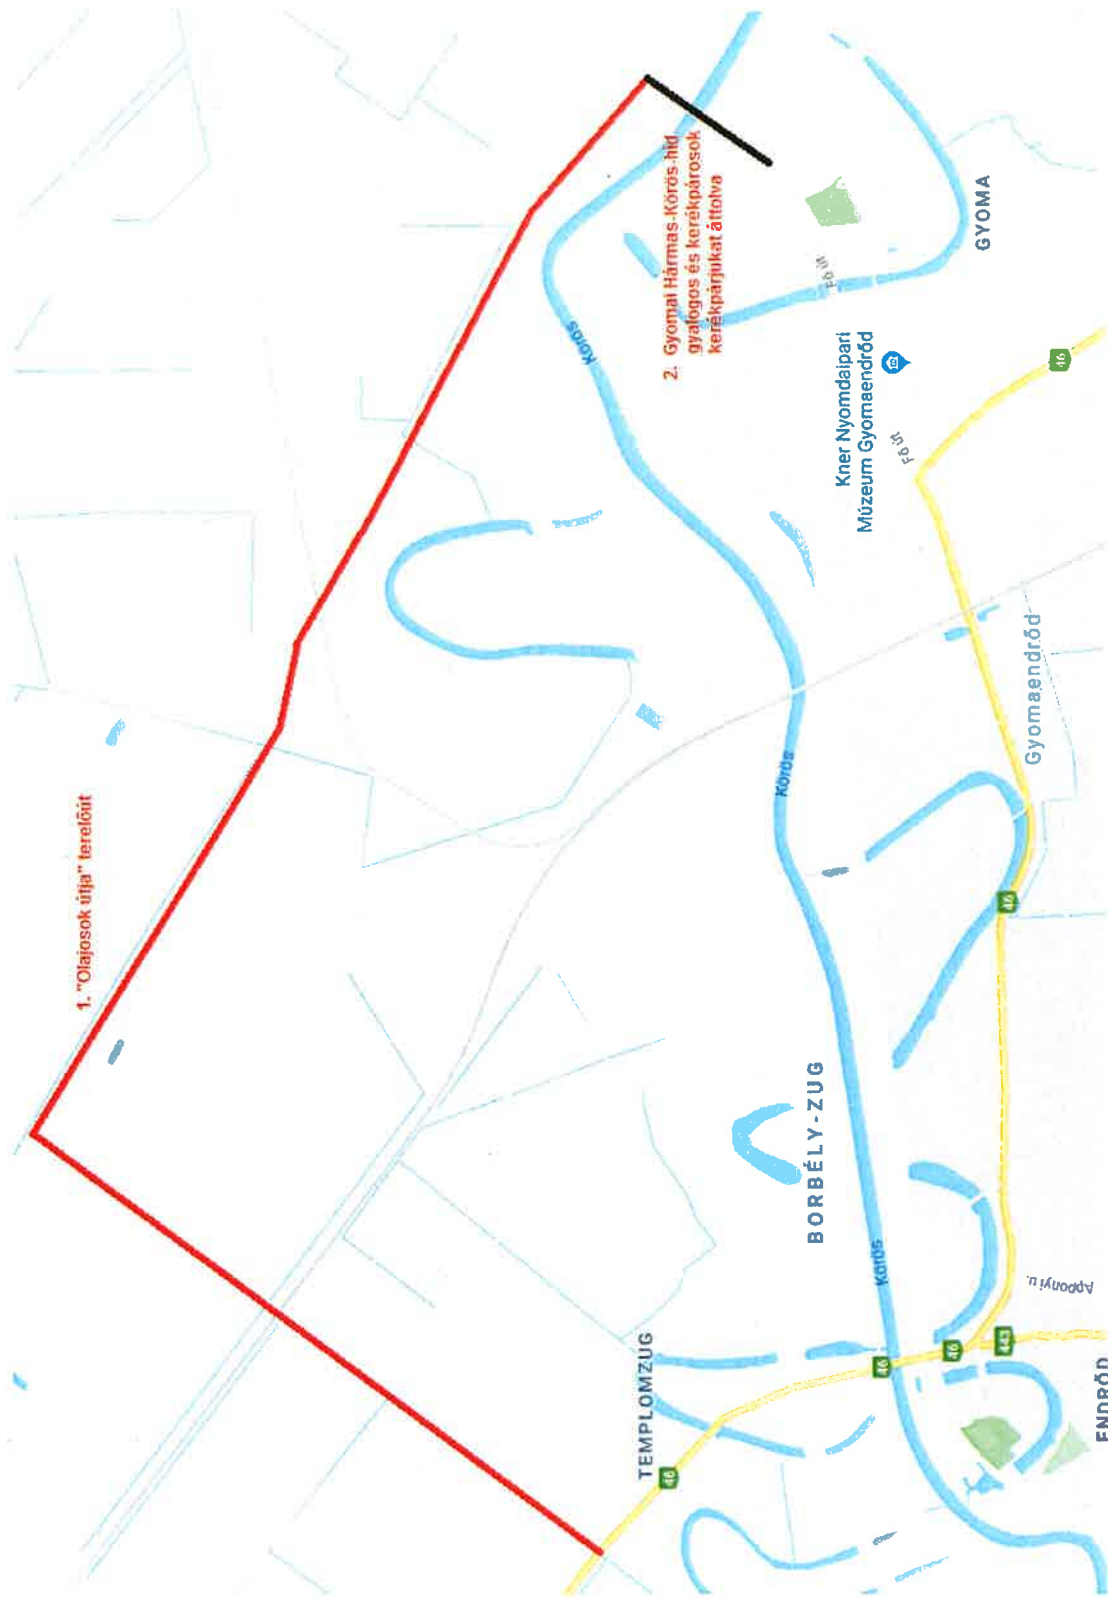 1. "Olajosok útja" terelőút
2. Gyomai Hármas-Körös-híd
gyalogos és kerékpárosok
kerékpárjukat áttolva
Körös
Fő út
GYOMA
Kner Nyomdaipari
Múzeum Gyomaendrőd
Fő út
46
Gyomaendrőd
Körös
46
BORBÉLY-ZUG
Körös
Apponyi u.
TEMPLOMZUG
46
46
46
443
ENDRŐD